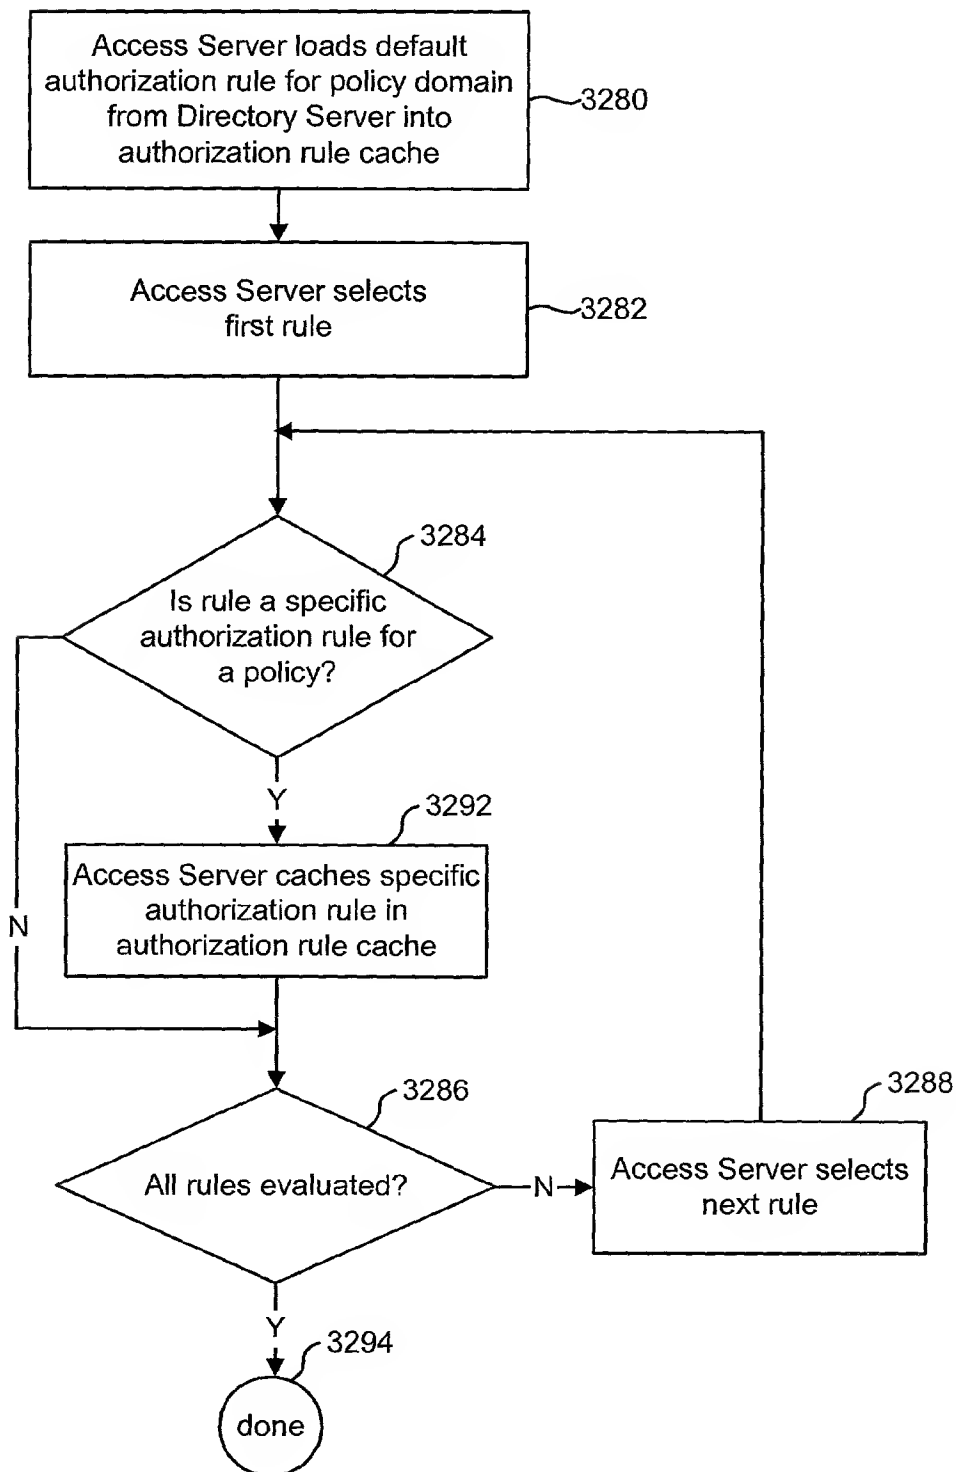 Access Server loads default
authorization rule for policy domain
from Directory Server into
authorization rule cache
3280
Access Server selects
first rule
3282
3284
Is rule a specific
authorization rule for
a policy?
Y
3292
Access Server caches specific
authorization rule in
authorization rule cache
N
3286
All rules evaluated?
N
3288
Access Server selects
next rule
Y
3294
done